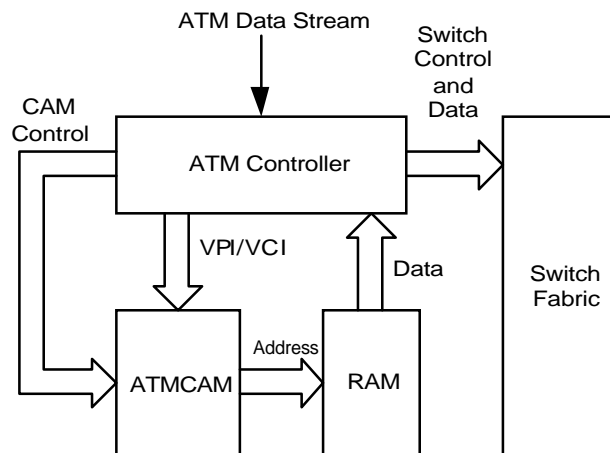 ATM Data Stream
Switch
Control
and
Data
CAM
Control
ATM Controller
VPI/VCI
Data
Switch
Fabric
Address
ATMCAM
RAM